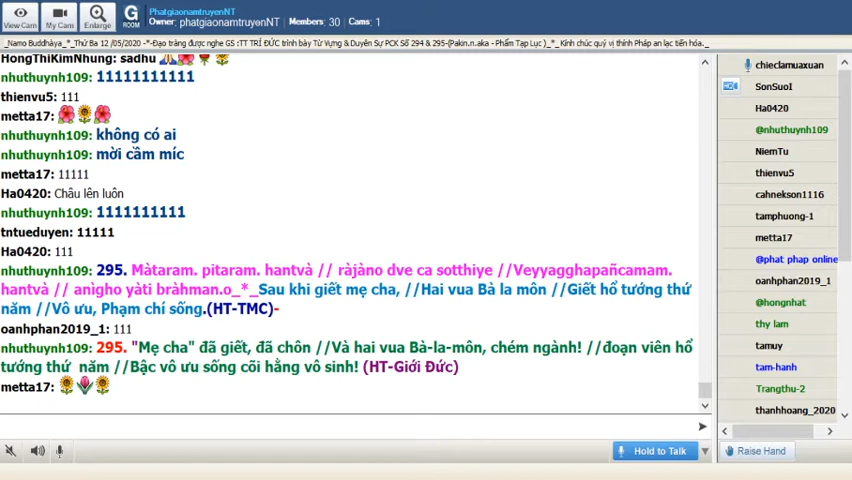 PhatgiaonamtruyenNT
Owner: phatgiaonamtruyenNT Members: 30 Cams: 1
View Cam
My Cam
Enlarge
G
ROOM
_Namo Buddhàya_*_Thứ Ba 12 /05/2020 -*-Đạo tràng được nghe GS :TT TRÍ ĐỨC trình bày Từ Vựng &Duyên Sự PCK Số 294 & 295-(Pakin.n.aka - Phẩm Tạp Lục )_*_ Kính chúc quý vị thính Pháp an lạc tiến hóa._
HongThiKimNhung: sadhu
nhuthuynh109: 11111111111
thienvu5: 111
metta17:
nhuthuynh109: không có ai
nhuthuynh109: mời cầm míc
metta17: 11111
Ha0420: Châu lên luôn
nhuthuynh109: 1111111111
tntueduyen: 11111
Ha0420: 111
nhuthuynh109: 295. Màtaram. pitaram. hantvà // ràjàno dve ca sotthiye //Veyyagghapañcamam.
hantvà // anìgho yàti bràhman.o_*_Sau khi giết mẹ cha, //Hai vua Bà la môn //Giết hổ tướng thứ
năm //Vô ưu, Phạm chí sống.(HT-TMC)-
oanhphan2019_1: 111
nhuthuynh109: 295. "Mẹ cha" đã giết, đã chôn //Và hai vua Bà-la-môn, chém ngành! //đoạn viên hổ
tướng thứ năm //Bậc vô ưu sống cõi hằng vô sinh! (HT-Giới Đức)
metta17:
chieclamuaxuan
SonSuoI
Ha0420
@nhuthuynh109
NiemTu
thienvu5
cahnekson1116
tamphuong-1
metta17
@phat phap online
oanhphan2019_1
@hongnhat
thy lam
tamuy
tam-hanh
Trangthu-2
thanhhoang_2020
Hold to Talk
Raise Hand